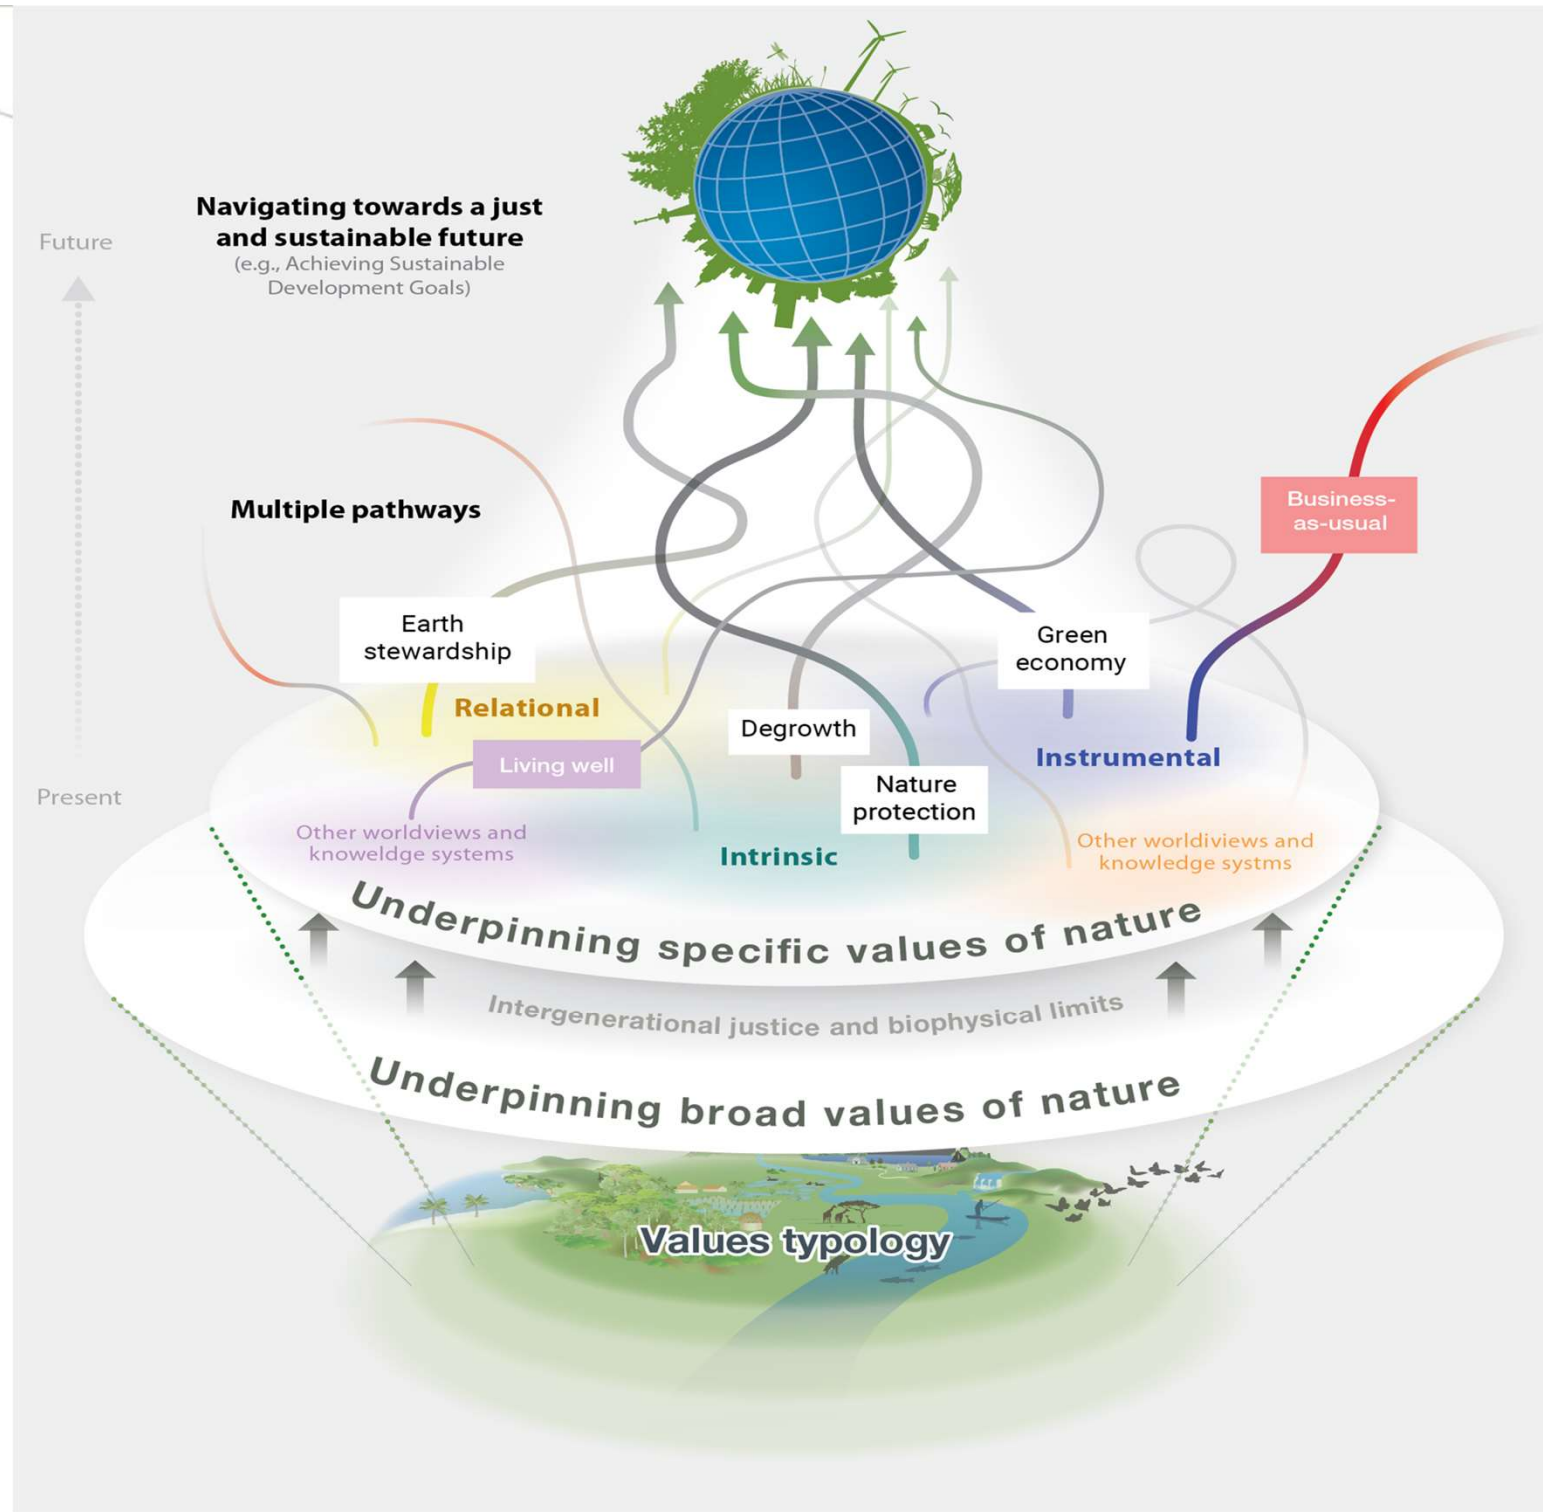 Navigating towards a just
and sustainable future
(e.g., Achieving Sustainable
Development Goals)
Future
Multiple pathways
Business-
as-usual
Earth
stewardship
Green
economy
Relational
Degrowth
Living well
Instrumental
Nature
protection
Present
Other worldviews and
knoweldge systems
Intrinsic
Other worldiviews and
knowledge systms
Underpinning specific values of nature
Intergenerational justice and biophysical limits
Underpinning broad values of nature
Values typology